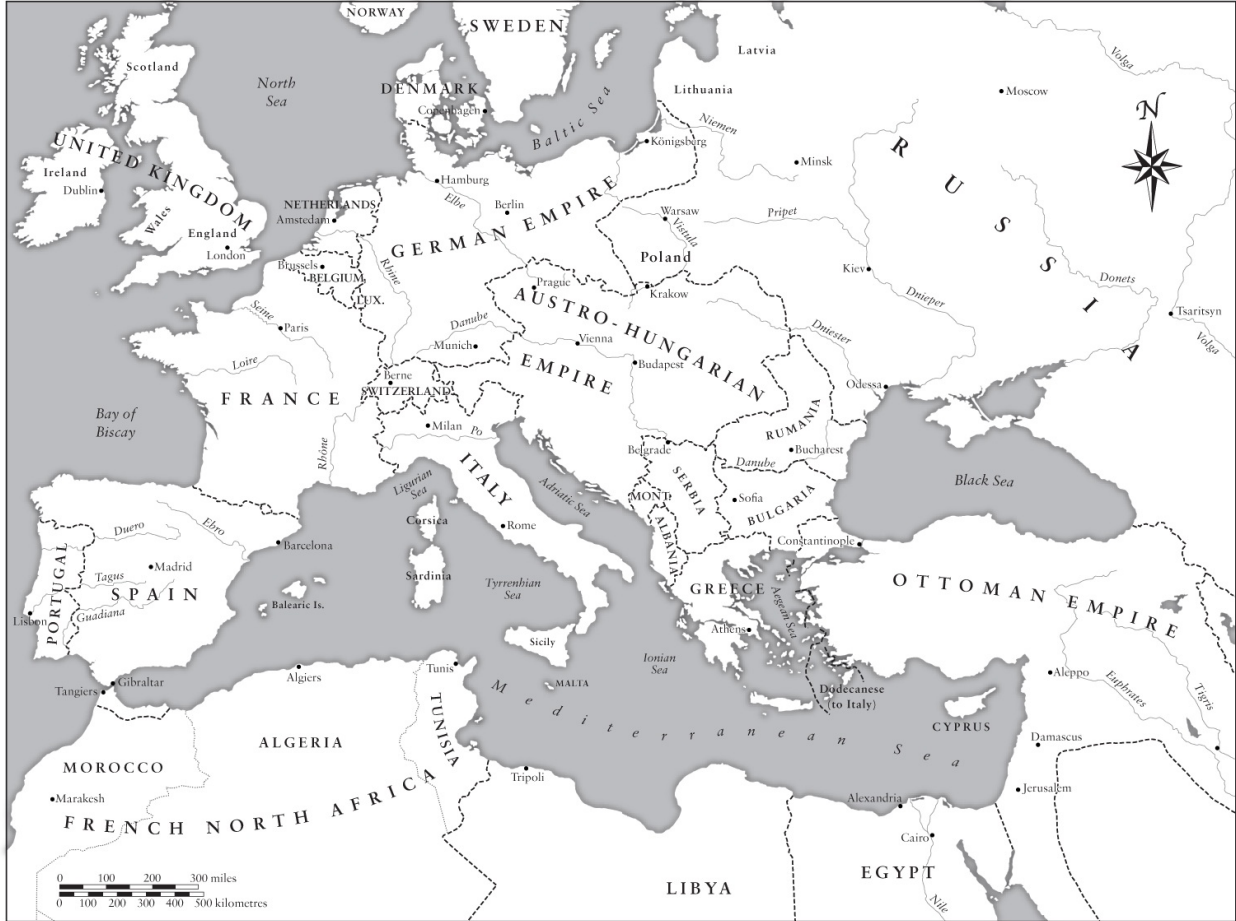 NORWAY
SWEDEN
Scotland
North
Sea
DENMARK
Copenhagen
Baltic Sea
Latvia
Lithuania
Volga
Moscow
N
Niemen
Königsberg
Minsk
RUSSIA
UNITED KINGDOM
Ireland
Dublin
Wales
England
London
Hamburg
Elbe
Berlin
NETHERLANDS
Amstedam
GERMAN EMPIRE
Warsaw
Vistula
Pripet
Poland
Kiev
Dnieper
Donets
Tsaritsyn
Volga
Brussels
BELGIUM
LUX.
Rhine
Prague
Krakow
AUSTRO-HUNGARIAN
EMPIRE
Seine
Paris
Loire
Danube
Munich
Vienna
Budapest
Dniester
Odessa
Berne
SWITZERLAND
FRANCE
Bay of
Biscay
Rhône
Milan
Po
RUMANIA
Bucharest
Belgrade
Danube
SERBIA
Ligurian
Sea
ITALY
Adriatic Sea
MONT.
Sofia
BULGARIA
Black Sea
ALBANIA
Corsica
Rome
Constantinople
Duero
Ebro
Barcelona
PORTUGAL
Madrid
Tagus
SPAIN
Guadiana
Lisbon
Balearic Is.
Sardinia
Tyrrenhian
Sea
GREECE
Aegean Sea
Athens
OTTOMAN EMPIRE
Sicily
Ionian
Sea
Gibraltar
Tangiers
Algiers
Tunis
MALTA
Mediterranean Sea
Dodecanese
(to Italy)
CYPRUS
Aleppo
Euphrates
Tigris
Damascus
ALGERIA
TUNISIA
MOROCCO
Marakesh
FRENCH NORTH AFRICA
Tripoli
Alexandria
Jerusalem
Cairo
EGYPT
LIBYA
Nile
0 100 200 300 miles
0 100 200 300 400 500 kilometres